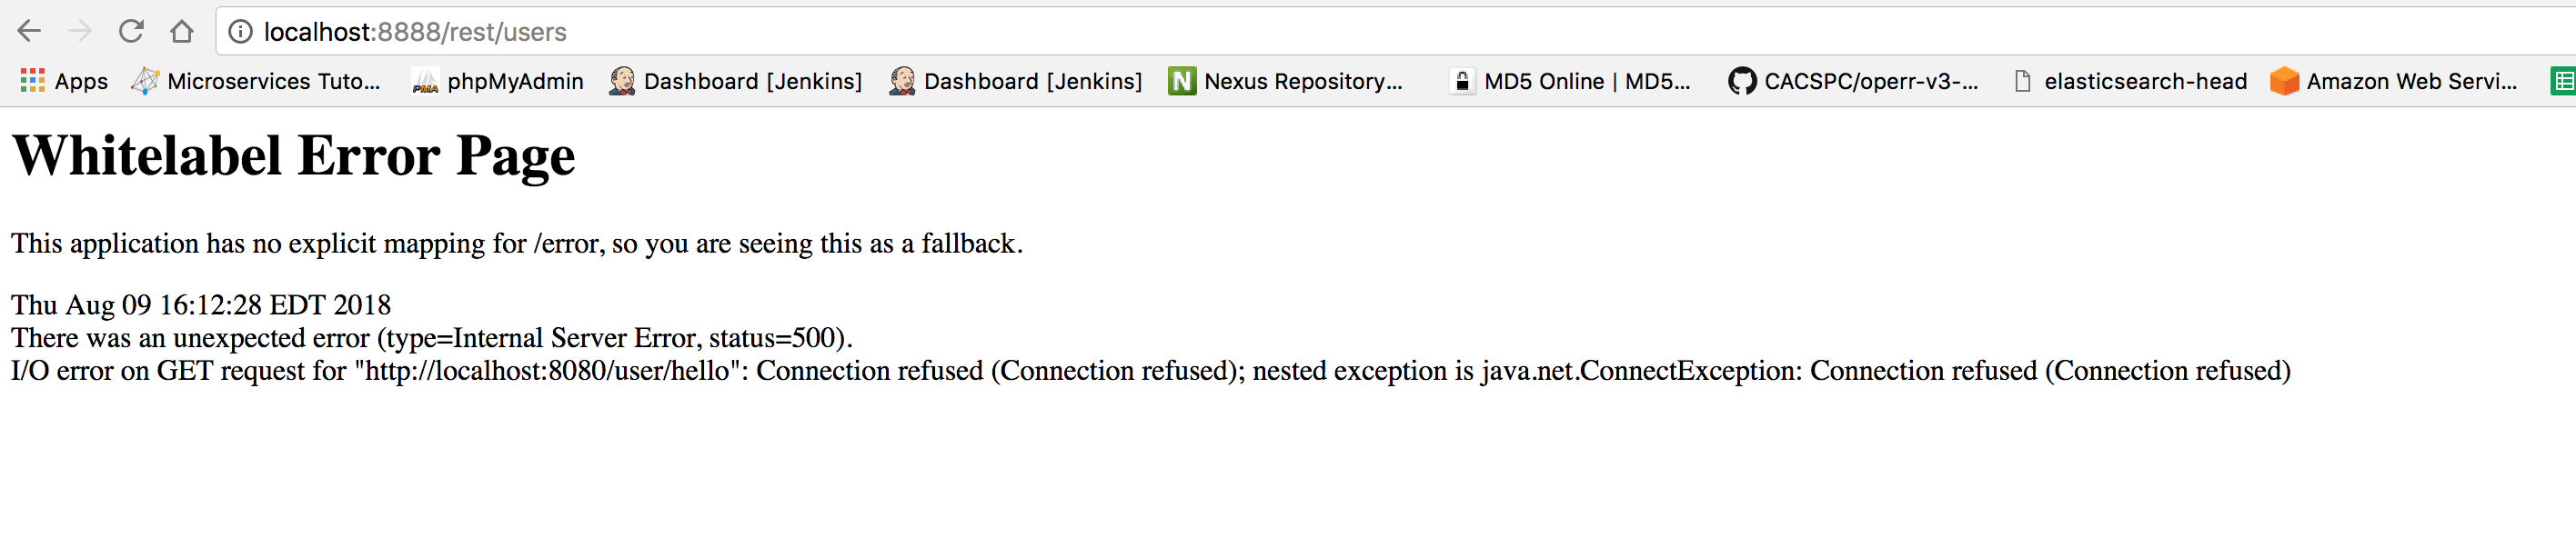 localhost:8888/rest/users
Apps Microservices Tuto... phpMyAdmin Dashboard [Jenkins] Dashboard [Jenkins] Nexus Repository... MD5 Online | MD5... CACSPC/operr-v3-... elasticsearch-head Amazon Web Servi...
Whitelabel Error Page
This application has no explicit mapping for /error, so you are seeing this as a fallback.
Thu Aug 09 16:12:28 EDT 2018
There was an unexpected error (type=Internal Server Error, status=500).
I/O error on GET request for "http://localhost:8080/user/hello": Connection refused (Connection refused); nested exception is java.net.ConnectException: Connection refused (Connection refused)